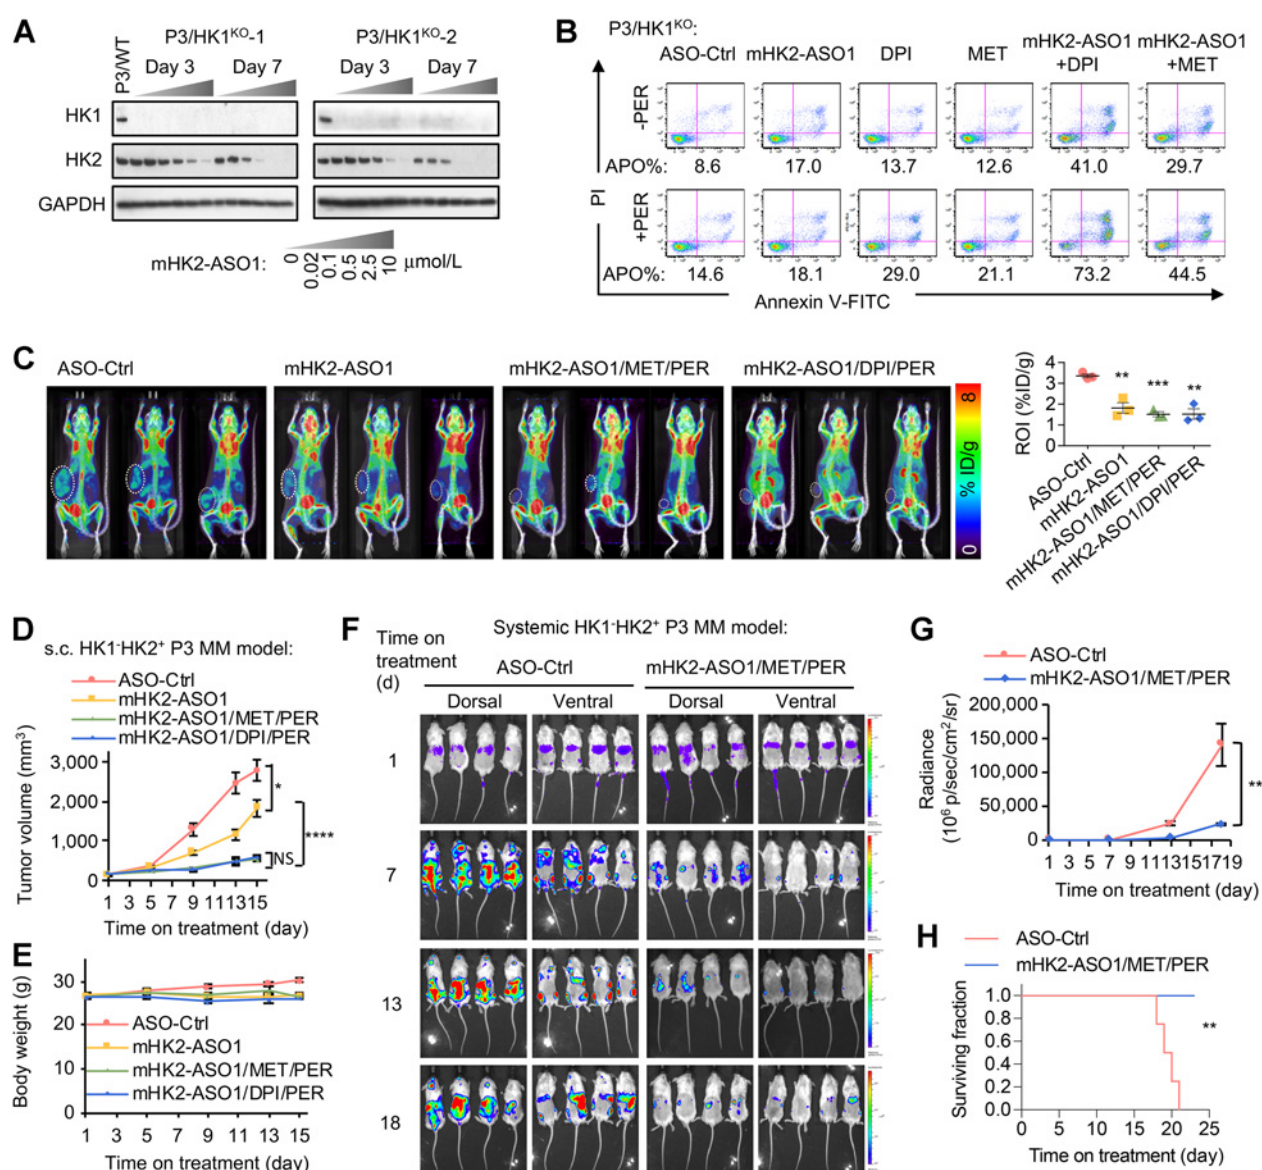 A
P3/WT
P3/HK1KO-1
P3/HK1KO-2
Day 3
Day 7
Day 3
Day 7
HK1
HK2
GAPDH
mHK2-ASO1:
0
0.02
0.1
0.5
2.5
10
μmol/L
B
P3/HK1KO:
ASO-Ctrl
mHK2-ASO1
DPI
MET
mHK2-ASO1
+DPI
mHK2-ASO1
+MET
-PER
APO%: 8.6 17.0 13.7 12.6 41.0 29.7
PI
+PER
APO%: 14.6 18.1 29.0 21.1 73.2 44.5
Annexin V-FITC
C
ASO-Ctrl
mHK2-ASO1
mHK2-ASO1/MET/PER
mHK2-ASO1/DPI/PER
8
% ID/g
0
ROI (%ID/g)
4
3
2
1
0
**
***
**
ASO-Ctrl
mHK2-ASO1
mHK2-ASO1/MET/PER
mHK2-ASO1/DPI/PER
D
s.c. HK1-HK2+ P3 MM model:
ASO-Ctrl
mHK2-ASO1
mHK2-ASO1/MET/PER
mHK2-ASO1/DPI/PER
Tumor volume (mm3)
3,000
2,000
1,000
0
*
****
NS
1 3 5 7 9 11 13 15
Time on treatment (day)
E
Body weight (g)
30
20
10
0
ASO-Ctrl
mHK2-ASO1
mHK2-ASO1/MET/PER
mHK2-ASO1/DPI/PER
1 3 5 7 9 11 13 15
Time on treatment (day)
F
Systemic HK1-HK2+ P3 MM model:
Time on
treatment
(d)
ASO-Ctrl
mHK2-ASO1/MET/PER
Dorsal
Ventral
Dorsal
Ventral
1
7
13
18
G
ASO-Ctrl
mHK2-ASO1/MET/PER
Radiance
(106 p/sec/cm2/sr)
200,000
150,000
100,000
50,000
0
**
1 3 5 7 9 11 13 15 17 19
Time on treatment (day)
H
ASO-Ctrl
mHK2-ASO1/MET/PER
Surviving fraction
1.0
0.8
0.6
0.4
0.2
0.0
**
0 5 10 15 20 25
Time on treatment (day)